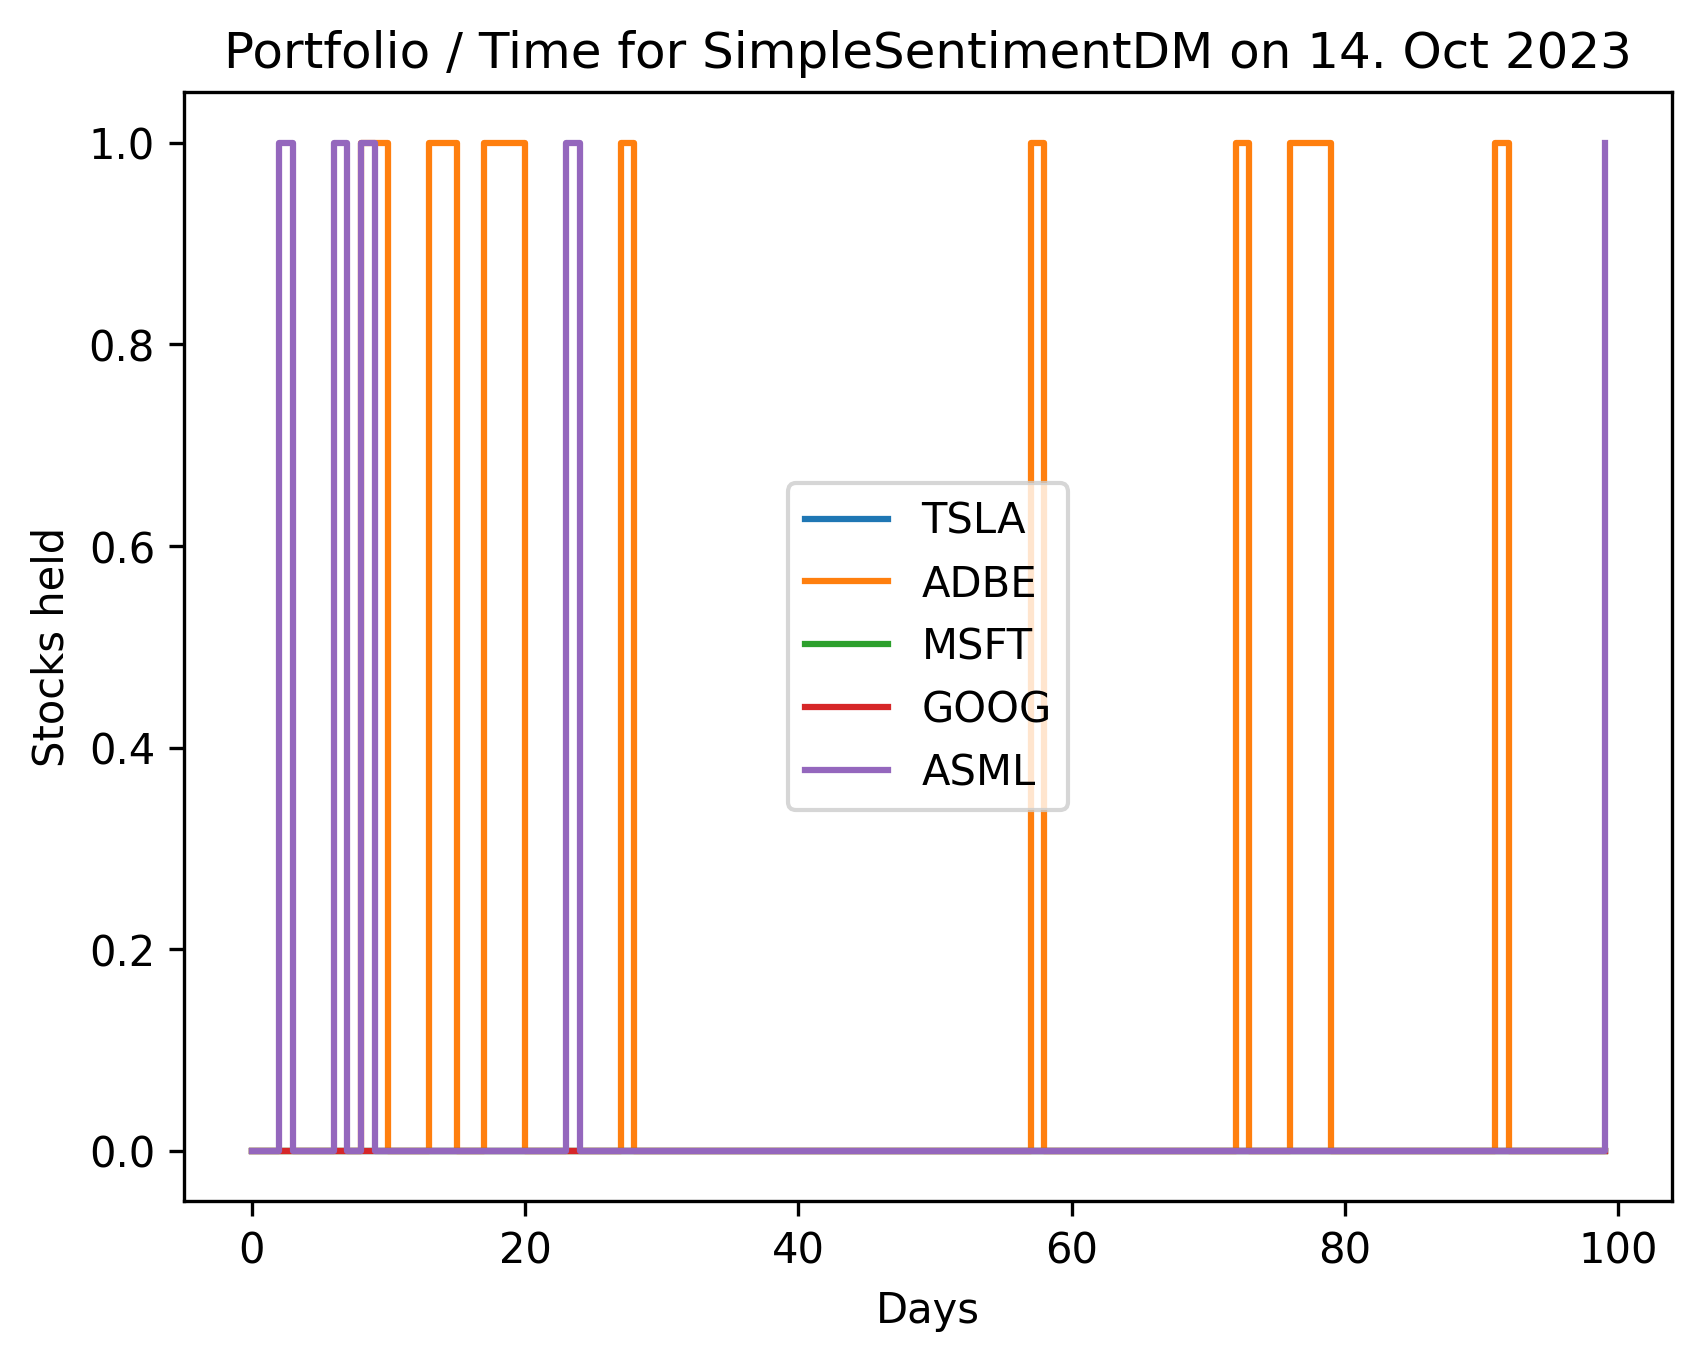 Portfolio / Time for SimpleSentimentDM on 14. Oct 2023
1.0
0.8
0.6
0.4
0.2
0.0
Stocks held
TSLA
ADBE
MSFT
GOOG
ASML
0 20 40 60 80 100
Days